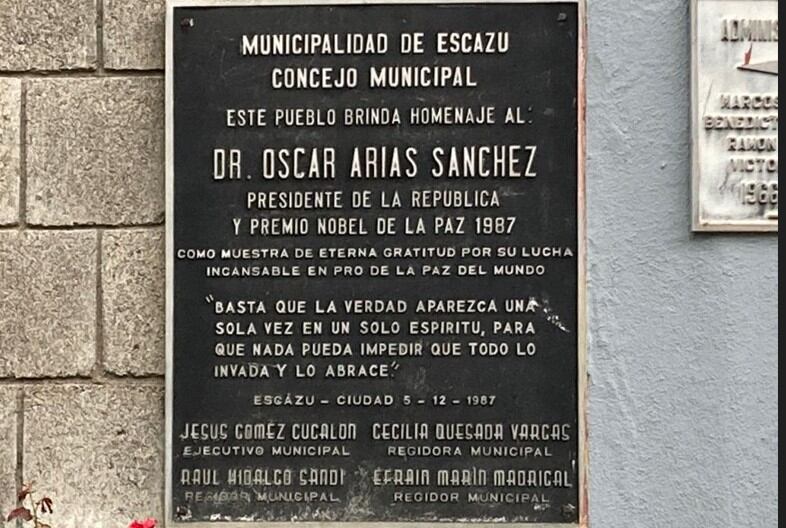 MUNICIPALIDAD DE ESCAZU
CONCEJO MUNICIPAL
ESTE PUEBLO BRINDA HOMENAJE AL:
DR. OSCAR ARIAS SANCHEZ
PRESIDENTE DE LA REPUBLICA
Y PREMIO NOBEL DE LA PAZ 1987
COMO MUESTRA DE ETERNA GRATITUD POR SU LUCHA
INCANSABLE EN PRO DE LA PAZ DEL MUNDO
"BASTA QUE LA VERDAD APAREZCA UNA
SOLA VEZ EN UN SOLO ESPIRITU, PARA
QUE NADA PUEDA IMPEDIR QUE TODO LO
INVADA Y LO ABRACE"
ESCAZU - CIUDAD 5 - 12 - 1987
JESUS GOMEZ CUCALON CECILIA QUESADA VARGAS
EJECUTIVO MUNICIPAL REGIDORA MUNICIPAL
RAUL HIDALGO SANDI EFRAIN MARIN MADRIGAL
REGIDOR MUNICIPAL REGIDOR MUNICIPAL
ADMINIS
MARCOS
BENEDICT
RAMON
VICTO
1966